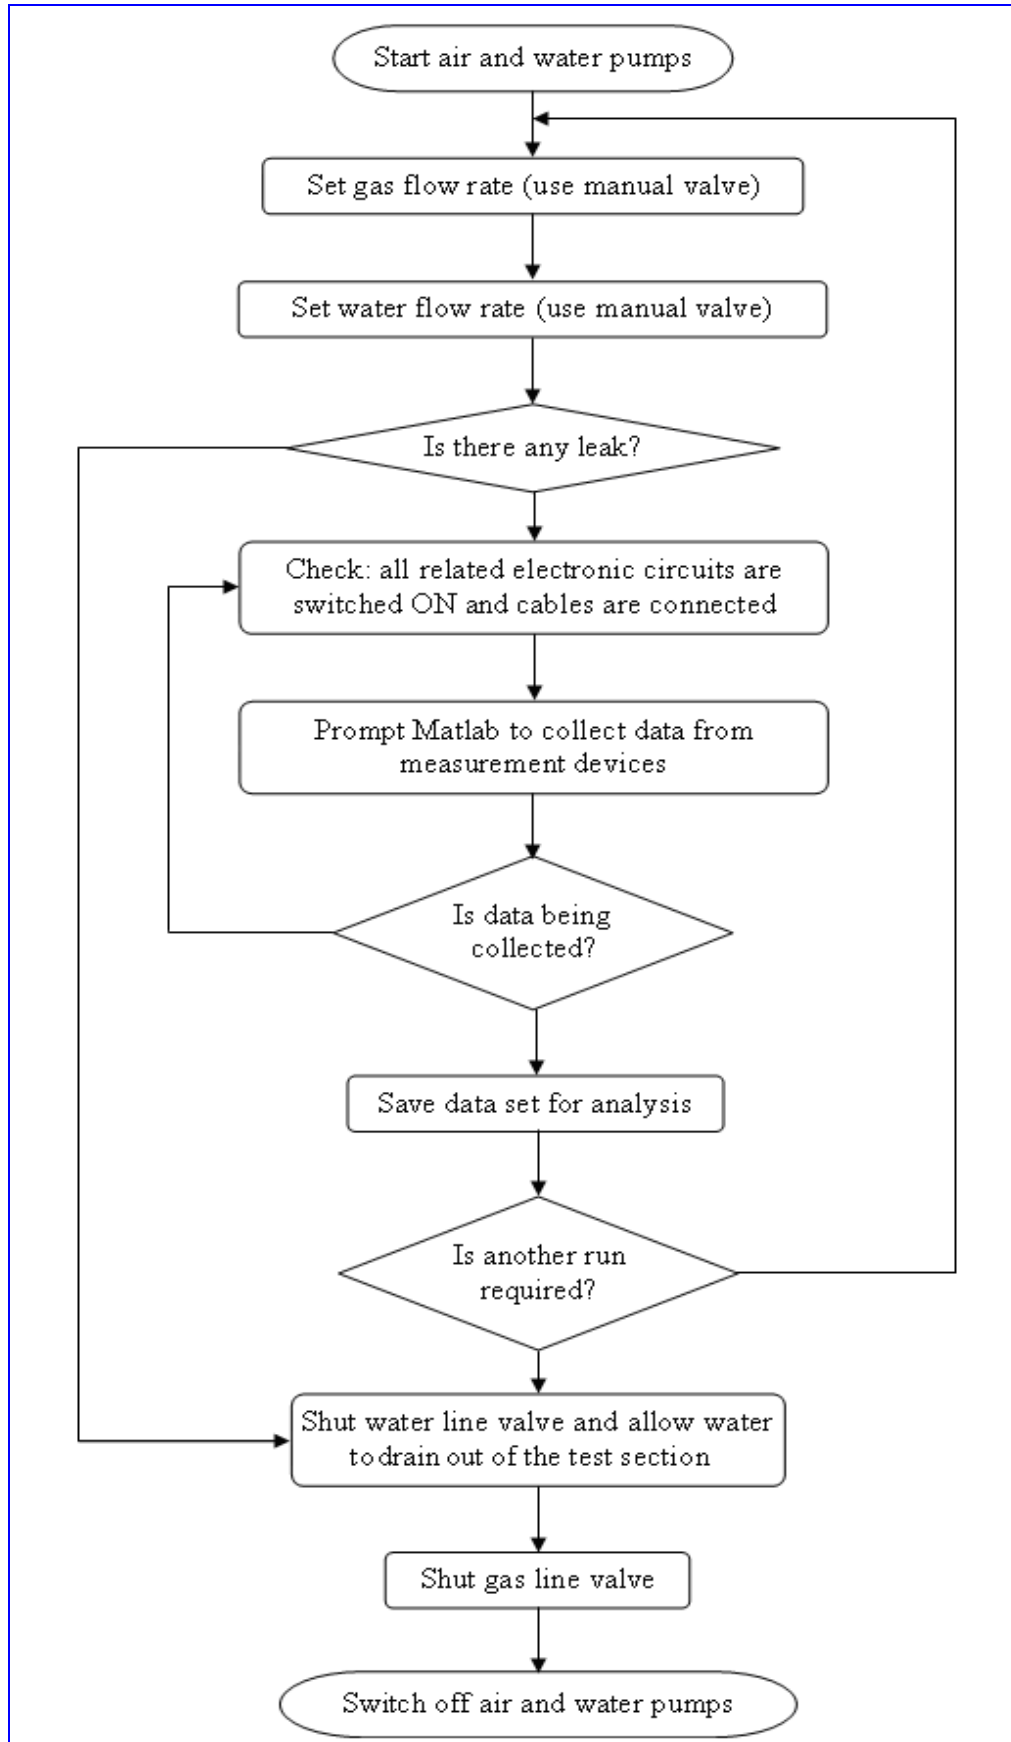 Start air and water pumps
Set gas flow rate (use manual valve)
Set water flow rate (use manual valve)
Is there any leak?
Check: all related electronic circuits are
switched ON and cables are connected
Prompt Matlab to collect data from
measurement devices
Is data being
collected?
Save data set for analysis
Is another run
required?
Shut water line valve and allow water
to drain out of the test section
Shut gas line valve
Switch off air and water pumps